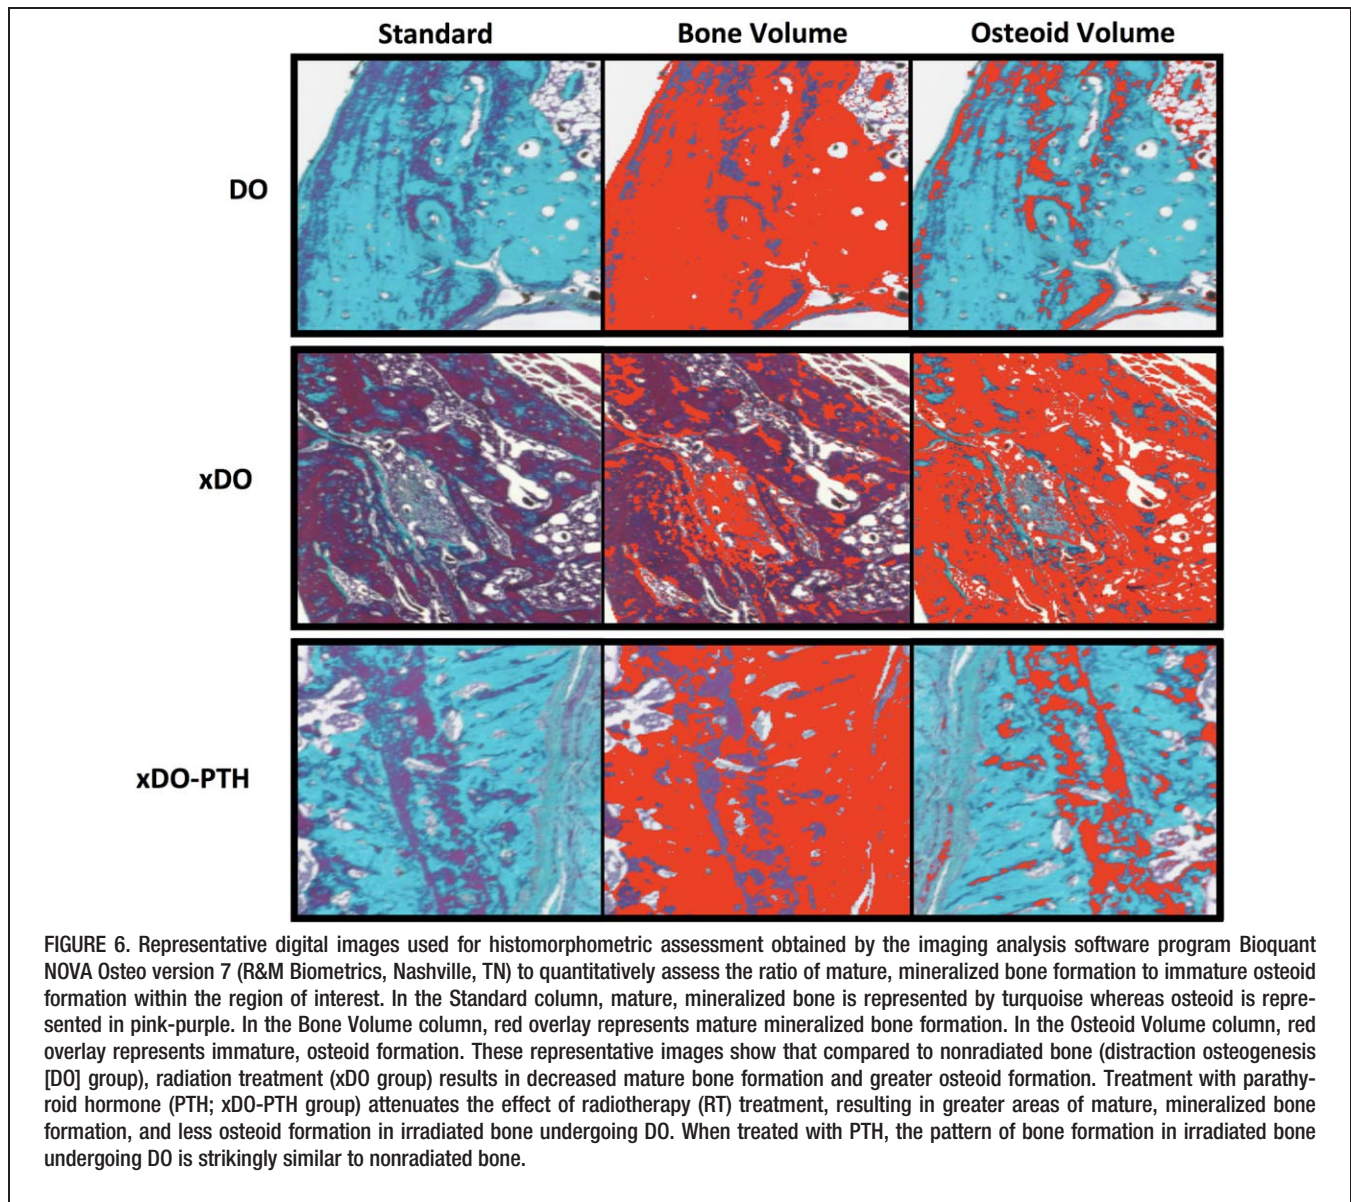 Standard Bone Volume Osteoid Volume
DO
xDO
xDO-PTH
FIGURE 6. Representative digital images used for histomorphometric assessment obtained by the imaging analysis software program Bioquant
NOVA Osteo version 7 (R&M Biometrics, Nashville, TN) to quantitatively assess the ratio of mature, mineralized bone formation to immature osteoid
formation within the region of interest. In the Standard column, mature, mineralized bone is represented by turquoise whereas osteoid is repre-
sented in pink-purple. In the Bone Volume column, red overlay represents mature mineralized bone formation. In the Osteoid Volume column, red
overlay represents immature, osteoid formation. These representative images show that compared to nonradiated bone (distraction osteogenesis
[DO] group), radiation treatment (xDO group) results in decreased mature bone formation and greater osteoid formation. Treatment with parathy-
roid hormone (PTH; xDO-PTH group) attenuates the effect of radiotherapy (RT) treatment, resulting in greater areas of mature, mineralized bone
formation, and less osteoid formation in irradiated bone undergoing DO. When treated with PTH, the pattern of bone formation in irradiated bone
undergoing DO is strikingly similar to nonradiated bone.